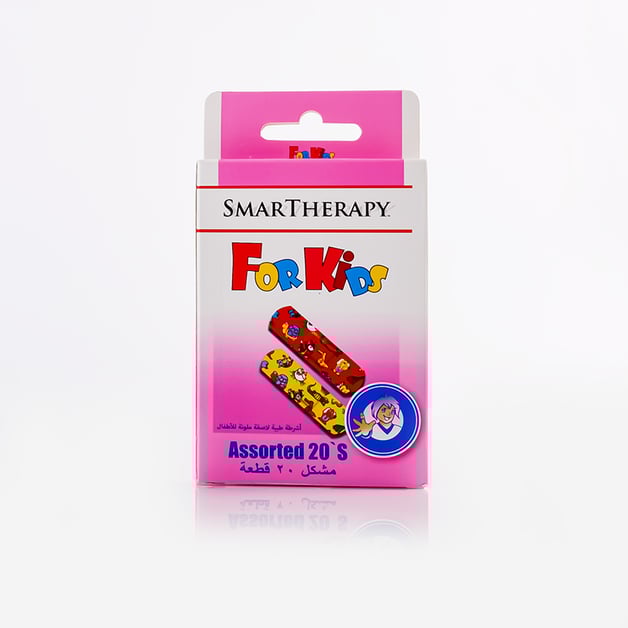 FOR KIDS
SMARTHERAPY
FOR KIDS
أشرطة طبية لاصقة ملونة للأطفال
Assorted 20`S
مشكل ٢٠ قطعة